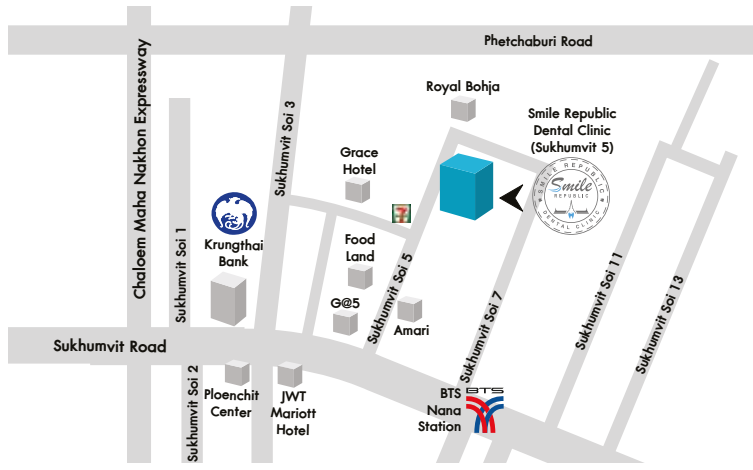 Phetchaburi Road
Chaloem Maha Nakhon Expressway
Sukhumvit Soi 1
Sukhumvit Soi 3
Royal Bohja
Smile Republic
Dental Clinic
(Sukhumvit 5)
SMILE REPUBLIC
Smile
REPUBLIC
DENTAL CLINIC
Grace
Hotel
7
Krungthai
Bank
Food
Land
G@5
Amari
Sukhumvit Soi 5
Sukhumvit Soi 7
Sukhumvit Soi 11
Sukhumvit Soi 13
Sukhumvit Road
Sukhumvit Soi 2
Ploenchit
Center
JWT
Mariott
Hotel
BTS
Nana
Station
BTS